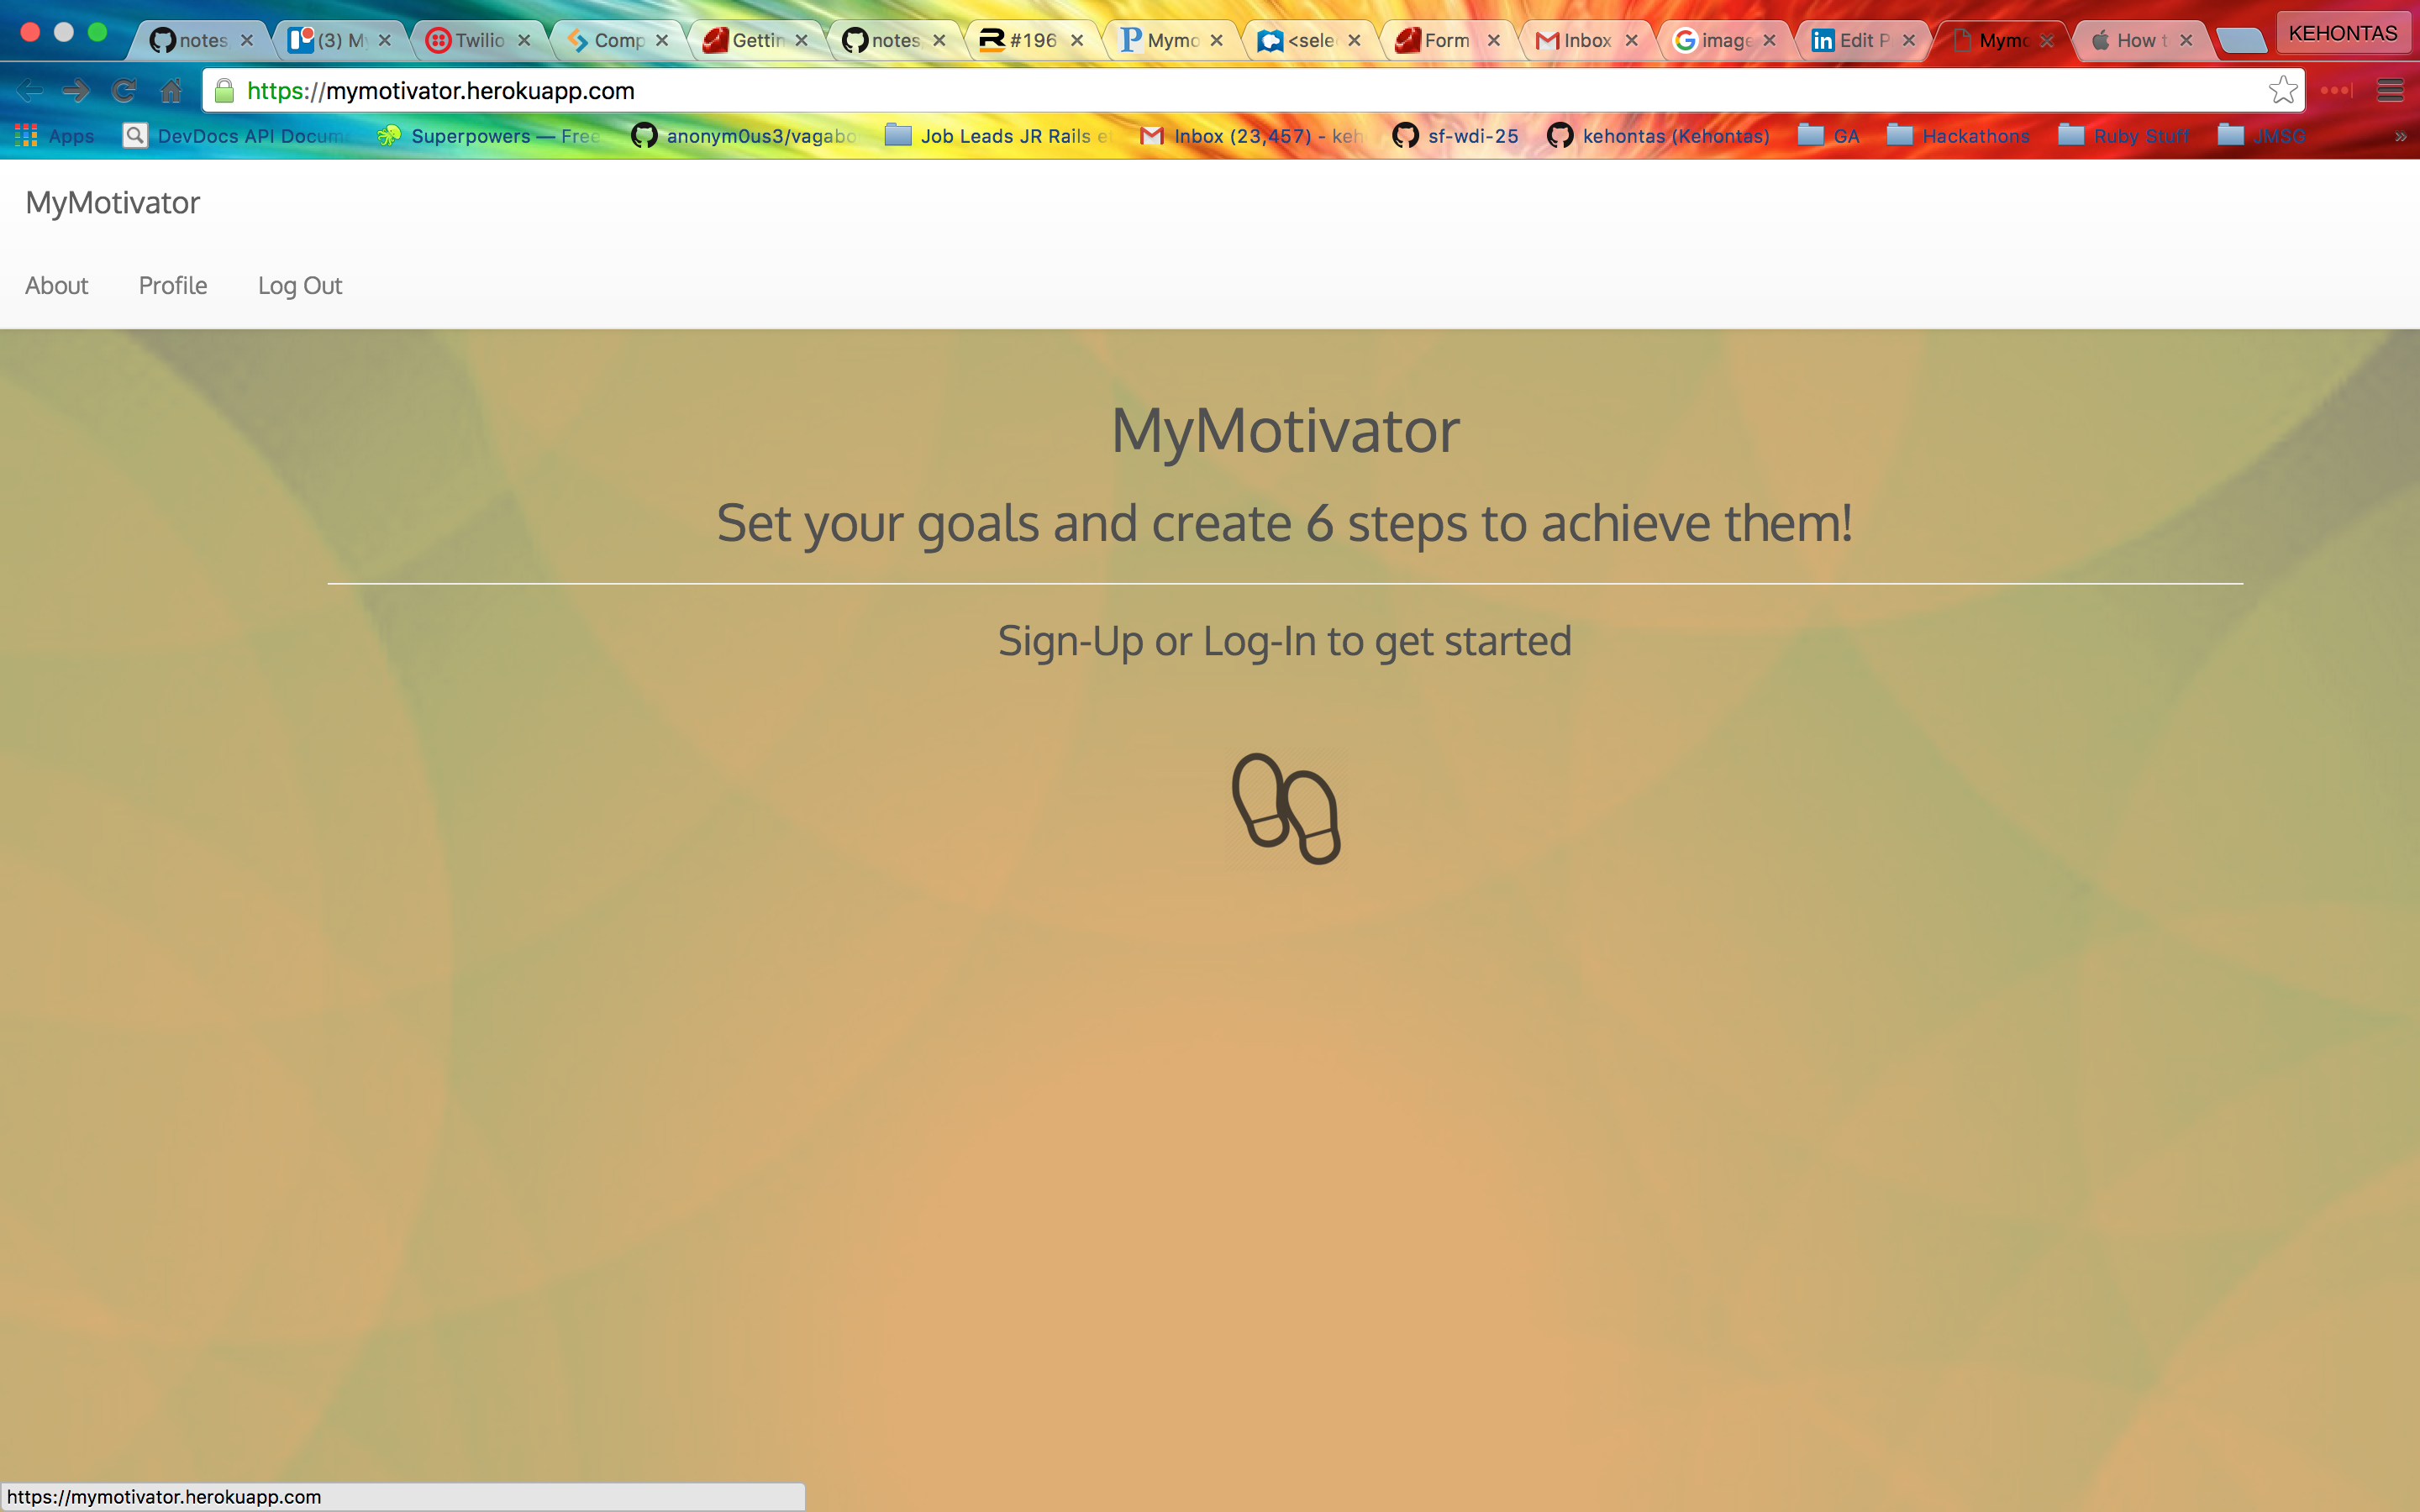 notes (3) My Twilio Comp Gettin notes #196 Mymo <sele Form Inbox image Edit P Mymo How t KEHONTAS
https://mymotivator.herokuapp.com
Apps DevDocs API Docum Superpowers — Free anonym0us3/vagabo Job Leads JR Rails et Inbox (23,457) - keh sf-wdi-25 kehontas (Kehontas) GA Hackathons Ruby Stuff JMSG »
MyMotivator
About Profile Log Out
MyMotivator
Set your goals and create 6 steps to achieve them!
Sign-Up or Log-In to get started
https://mymotivator.herokuapp.com